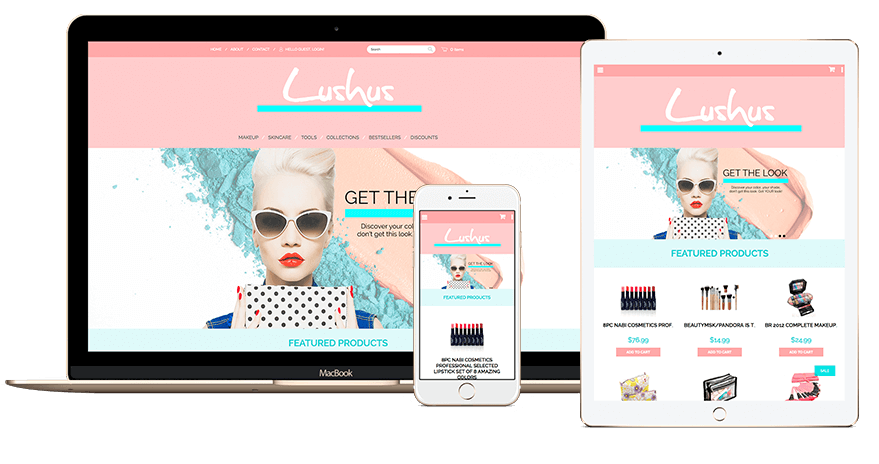 HOME / ABOUT / CONTACT / HELLO GUEST LOGIN
Search
0 Items
Lushus
MAKEUP SKINCARE TOOLS COLLECTIONS BESTSELLERS DISCOUNTS
GET THE
Discover your col
don't get this look.
FEATURED PRODUCTS
MacBook
Lushus
GET THE LOOK
FEATURED PRODUCTS
8PC NABI COSMETICS
PROFESSIONAL SELECTED
LIPSTICK SET OF 8 AMAZING
COLORS
Lushus
GET THE LOOK
Discover your color, your shade,
don't get this look. Get YOUR look!
FEATURED PRODUCTS
8PC NABI COSMETICS PROF. BEAUTYMSK/PANDORA IS T. BR 2012 COMPLETE MAKEUP.
$76.99 $14.99 $24.99
ADD TO CART ADD TO CART ADD TO CART
SALE